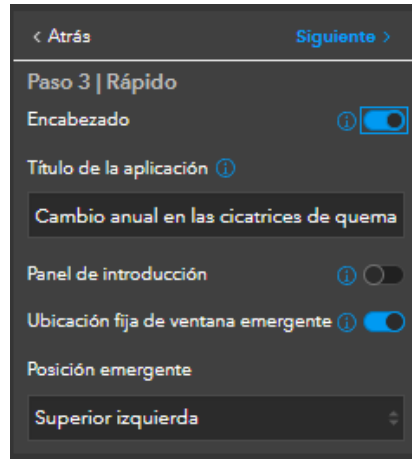 < Atrás
Siguiente >
Paso 3 | Rápido
Encabezado
Título de la aplicación
Cambio anual en las cicatrices de quema
Panel de introducción
Ubicación fija de ventana emergente
Posición emergente
Superior izquierda